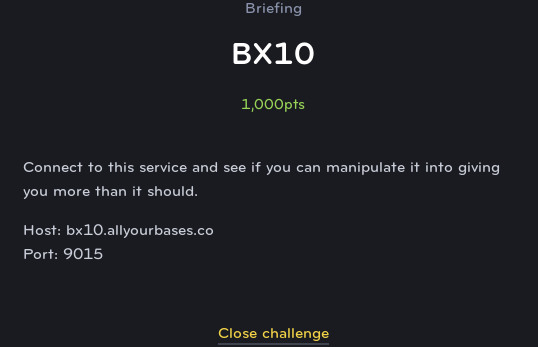 Briefing
BX10
1,000pts
Connect to this service and see if you can manipulate it into giving
you more than it should.
Host: bx10.allyourbases.co
Port: 9015
Close challenge